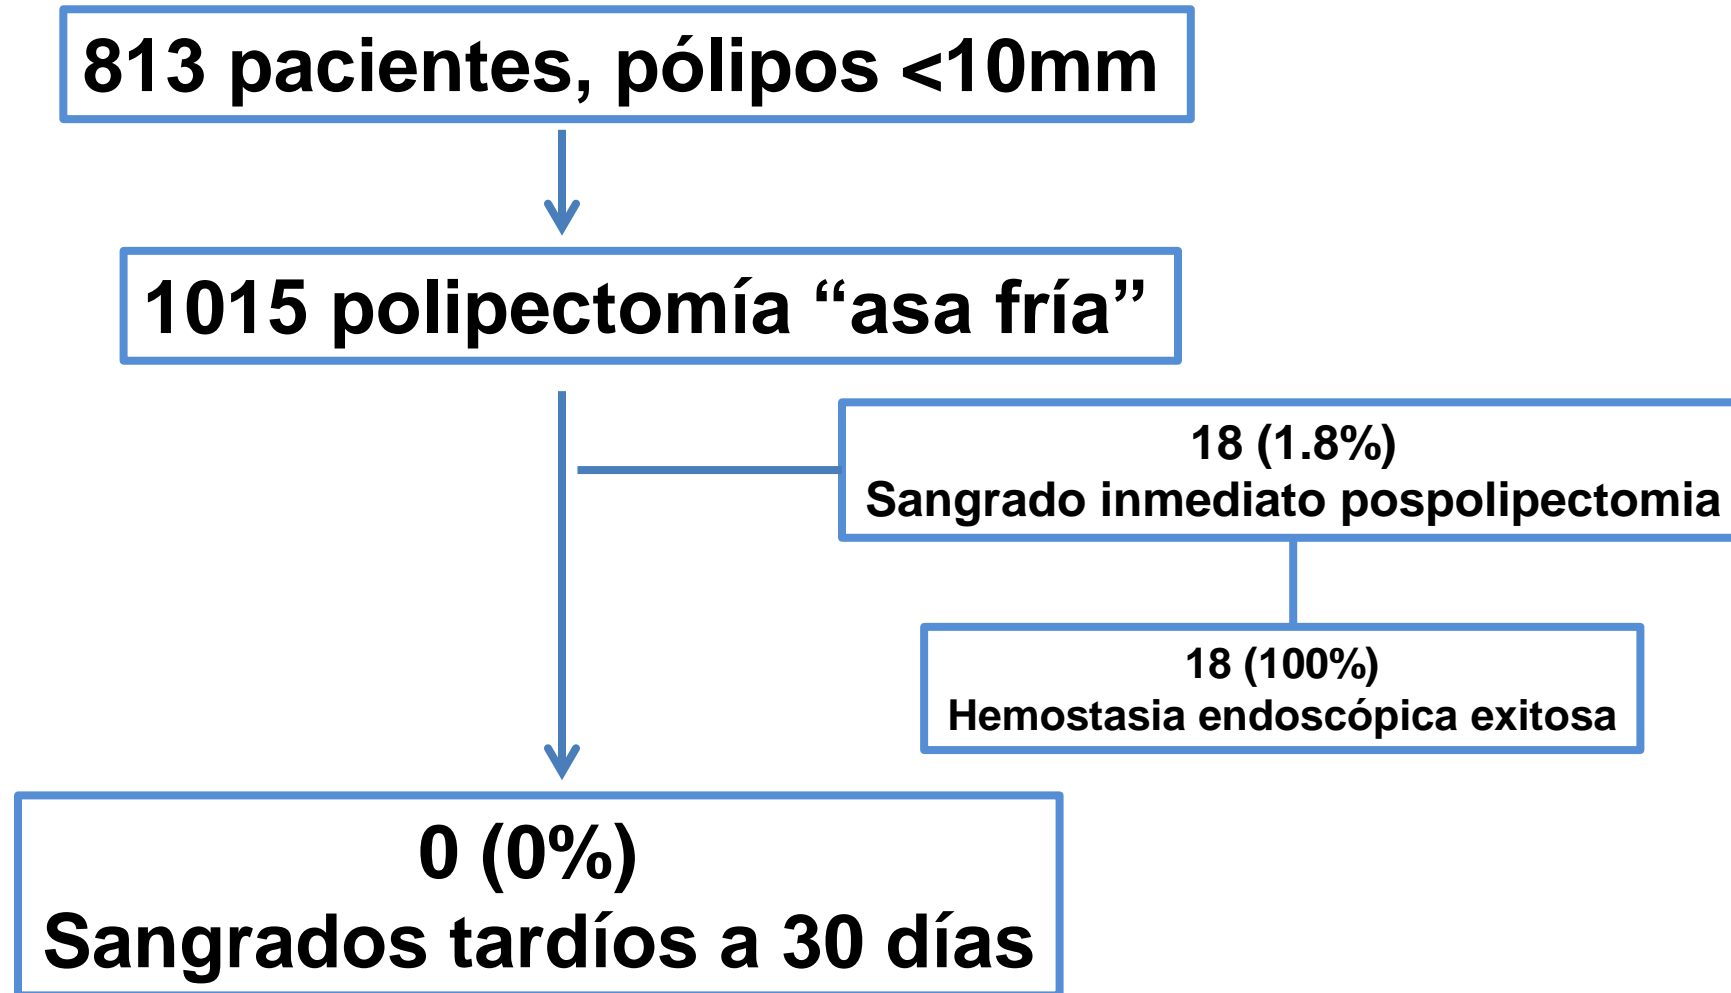 813 pacientes, pólipos <10mm
1015 polipectomía “asa fría”
18 (1.8%)
Sangrado inmediato pospolipectomia
18 (100%)
Hemostasia endoscópica exitosa
0 (0%)
Sangrados tardíos a 30 días